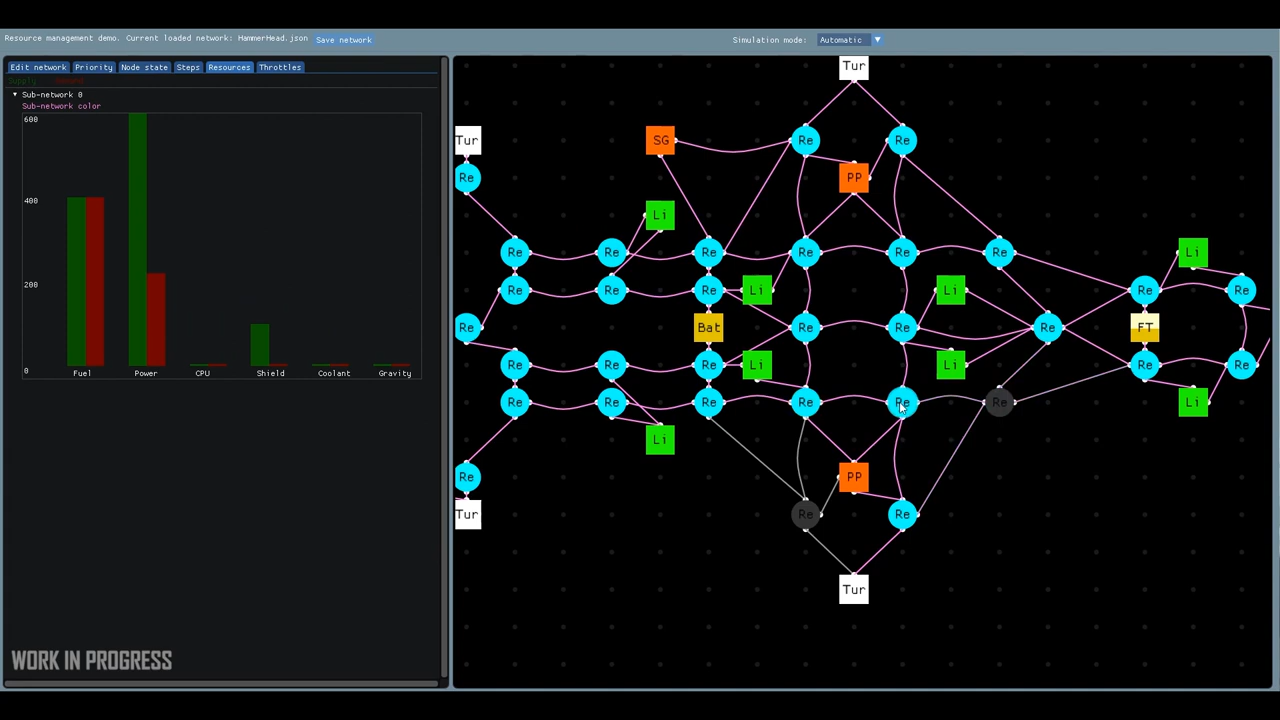 Resource management demo. Current loaded network: HammerHead.json Save network Simulation mode: Automatic
Edit network Priority Node state Steps Resources Throttles
Supply
Sub-network 0
Sub-network color
600
400
200
0
Fuel Power CPU Shield Coolant Gravity
WORK IN PROGRESS
Tur
Tur SG Re Re
Re PP
Li
Re Re Re Re Re Re Li
Re Re Re Li Li Re Re
Re Bat Re Re Re FT
Re Re Re Li Li Re Re
Re Re Re Re Re Re Li
Li
Re PP
Tur Re Re
Tur